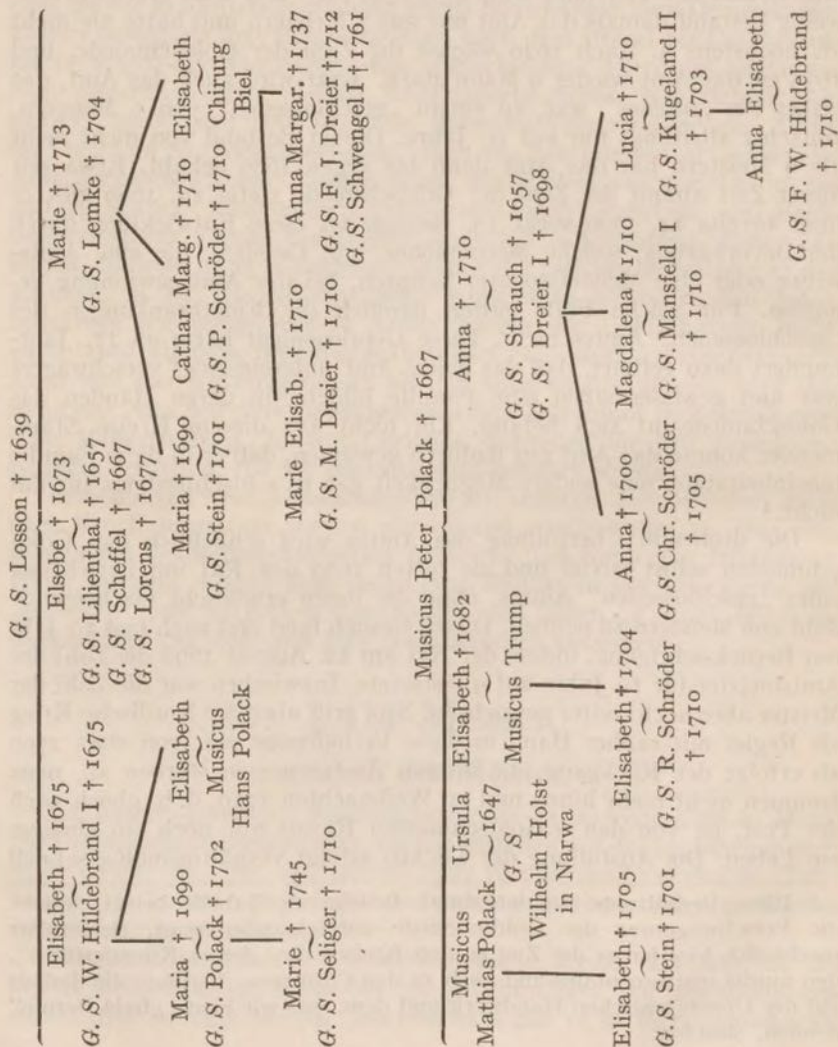 G. S. Losson † 1639
Elisabeth † 1675 Elsebe † 1673 Marie † 1713
G. S. W. Hildebrand I † 1675 G. S. Lilienthal † 1657 G. S. Lemke † 1704
G. S. Scheffel † 1667
G. S. Lorens † 1677
Maria † 1690 Elisabeth Maria † 1690 Cathar. Marg. † 1710 Elisabeth
G. S. Polack † 1702 Musicus G. S. Stein † 1701 G. S. P. Schröder † 1710 Chirurg
Hans Polack Biel
Marie † 1745 Marie Elisab. † 1710 Anna Margar. † 1737
G. S. Seliger † 1710 G. S. M. Dreier † 1710 G. S. F. J. Dreier † 1712
G. S. Schwengel I † 1761
Musicus Peter Polack † 1667
Musicus Ursula Elisabeth † 1682 Anna † 1710
Mathias Polack ~ 1647
G. S Musicus Trump G. S. Strauch † 1657
Wilhelm Holst G. S. Dreier I † 1698
in Narwa
Elisabeth † 1705 Elisabeth † 1704 Anna † 1700 Magdalena † 1710 Lucia † 1710
G. S. Stein † 1701 G. S. R. Schröder G. S. Chr. Schröder G. S. Mansfeld I G. S. Kugeland II
† 1710 † 1705 † 1710 † 1703
Anna Elisabeth
G. S. F. W. Hildebrand
† 1710